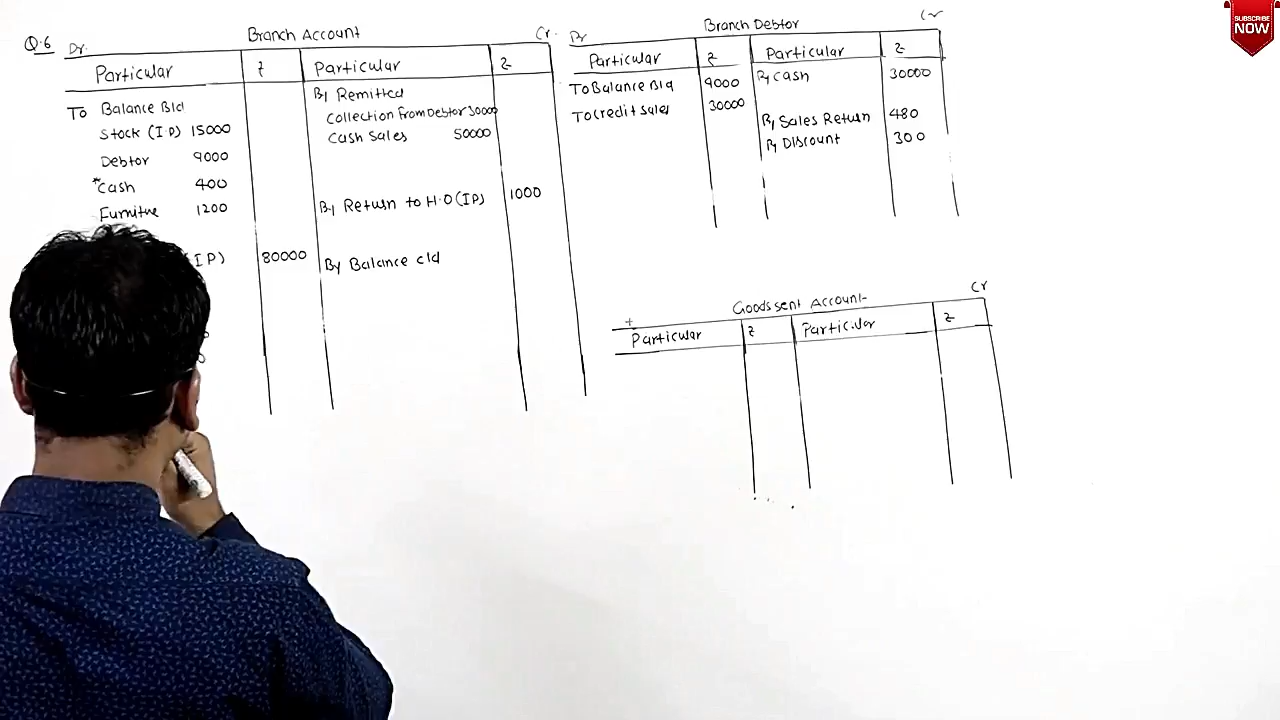 Q.6
Branch Account
Dr.
Cr.
Particular ₹ Particular ₹
To Balance B/d
Stock (I.P) 15000
Debtor 9000
*Cash 400
Furnitue 1200
(IP) 80000
By Remitted
Collection From Debtor 30000
Cash Sales 50000
By Return to H.O (IP) 1000
By Balance c/d
Branch Debtor
Dr
Cr
Particular ₹ Particular ₹
To Balance B/d 9000 By Cash 30000
To Credit Sales 30000
By Sales Return 480
By Discount 300
Goods sent Account
Cr
Particular ₹ Particular ₹
SUBSCRIBE
NOW